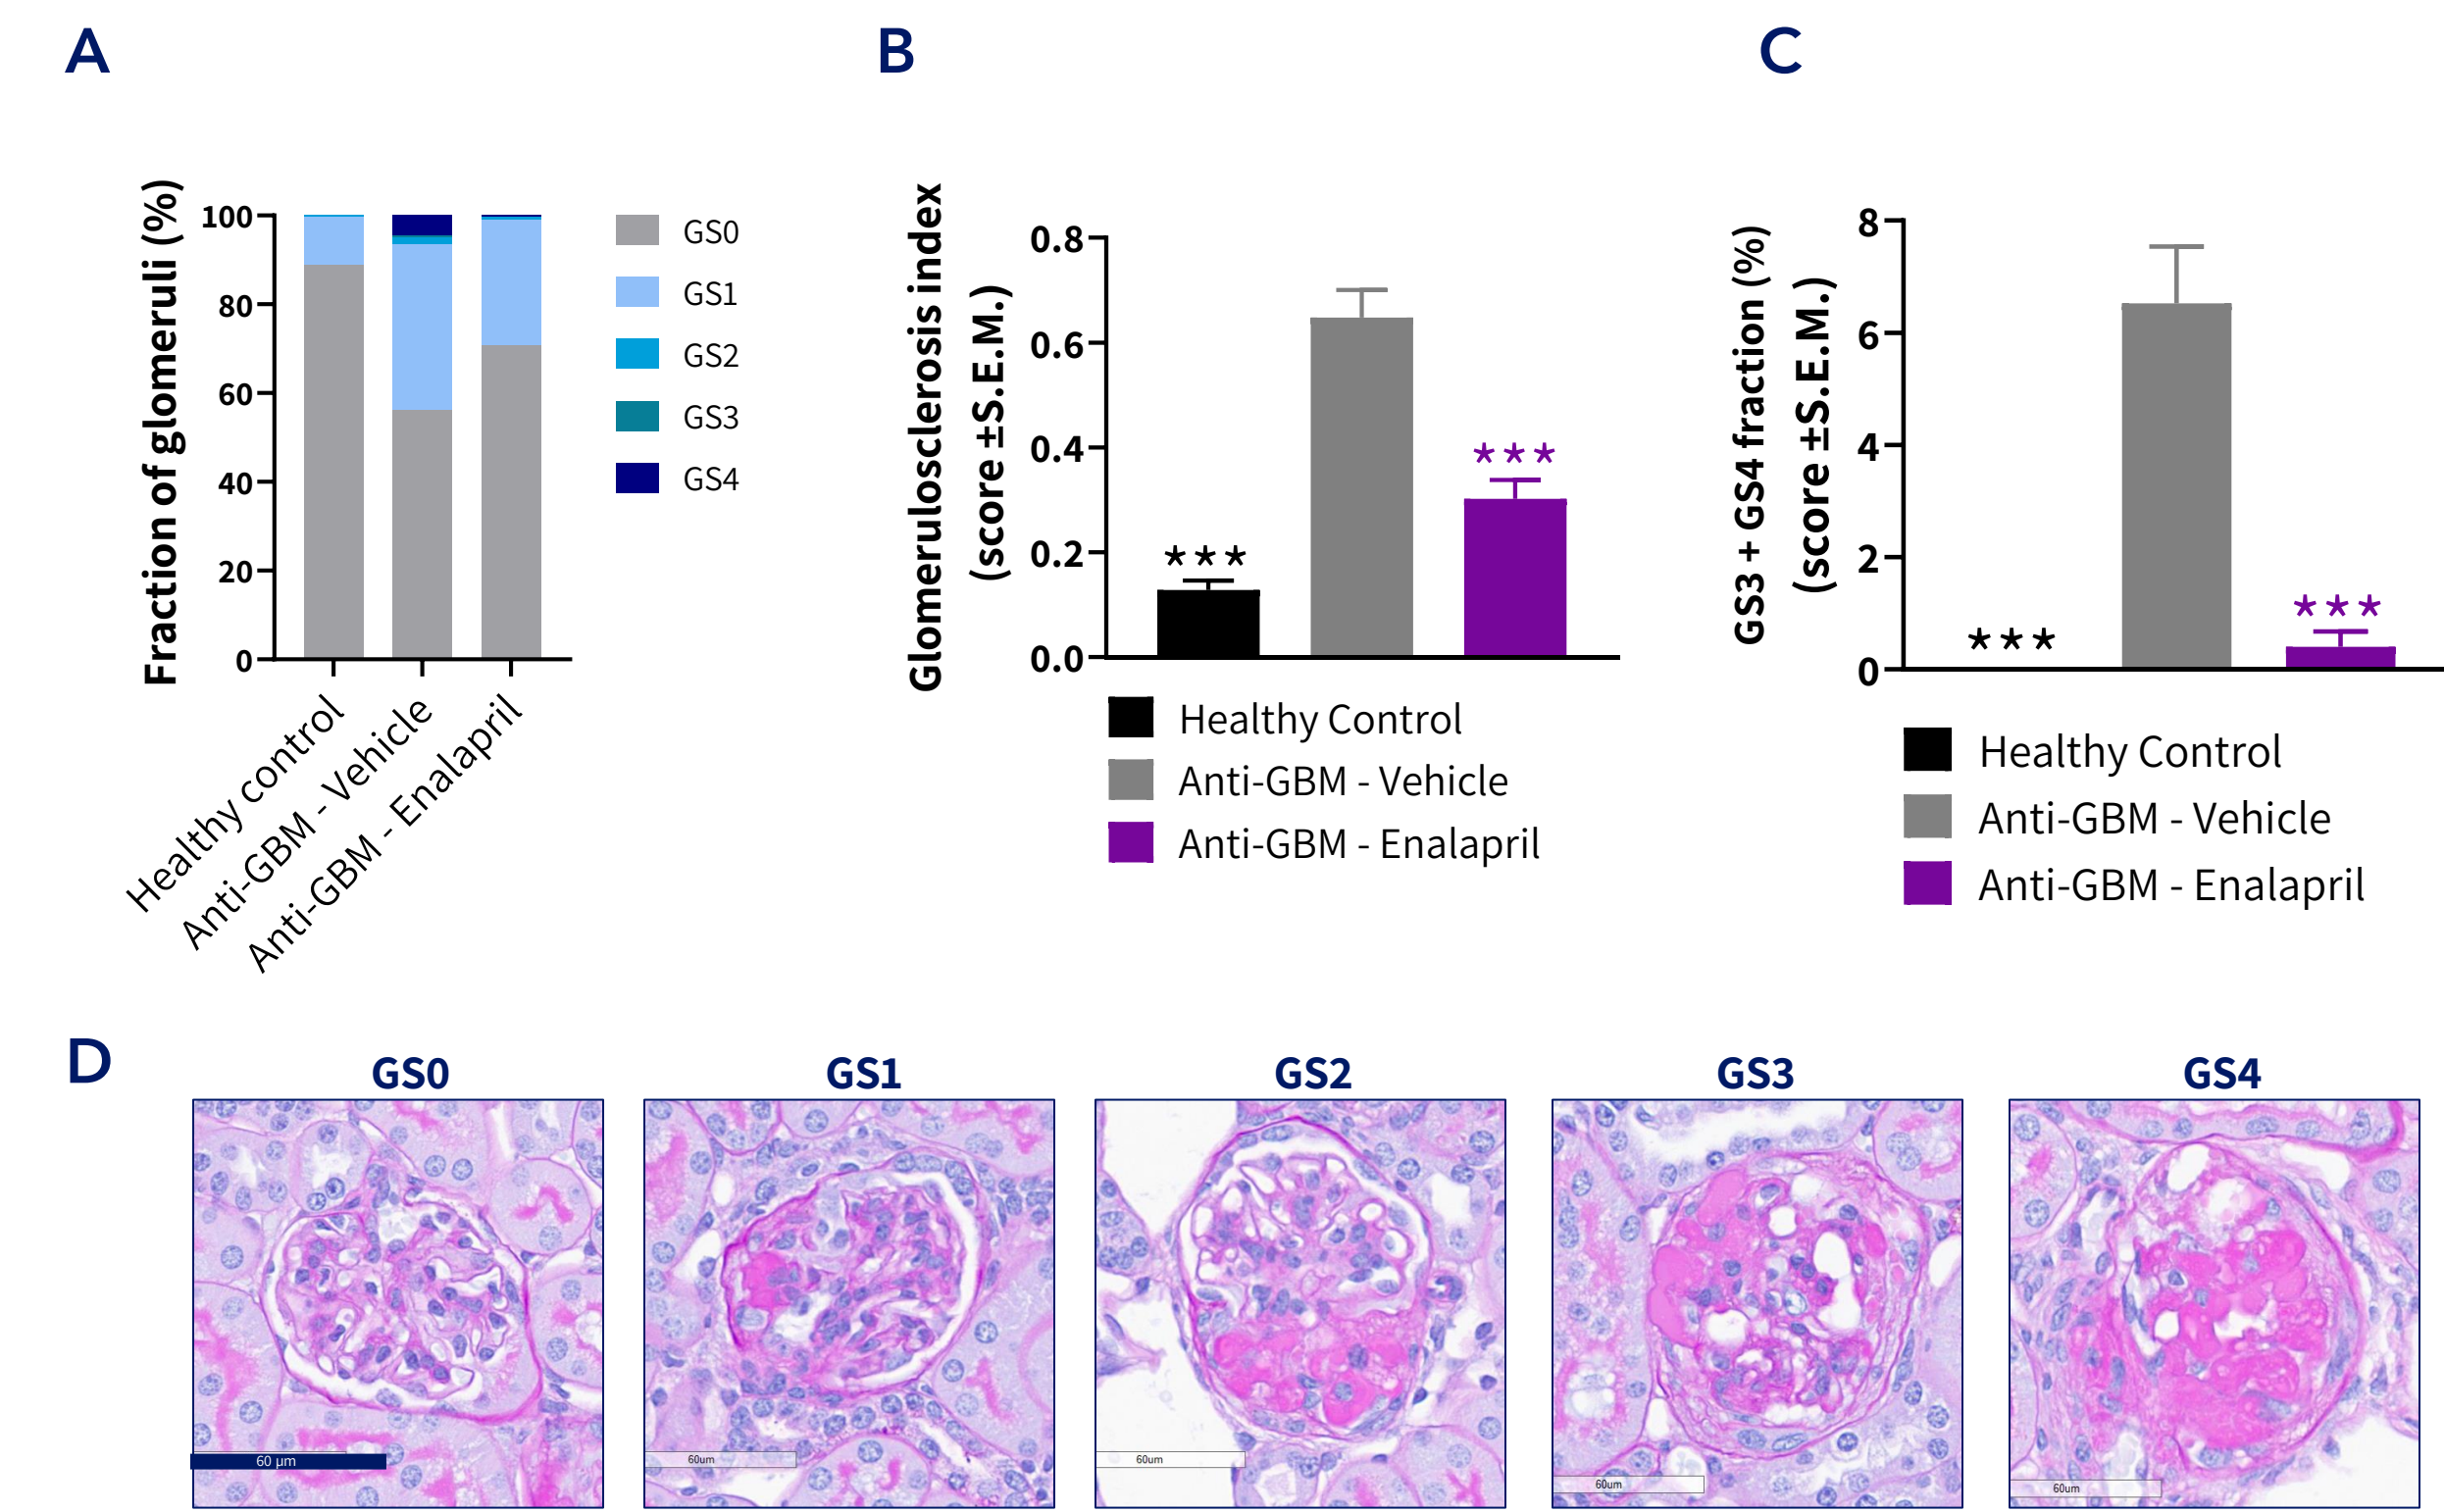 A
B
C
Fraction of glomeruli (%)
100
80
60
40
20
0
Healthy control
Anti-GBM - Vehicle
Anti-GBM - Enalapril
GS0
GS1
GS2
GS3
GS4
Glomerulosclerosis index
(score ±S.E.M.)
0.8
0.6
0.4
0.2
0.0
***
***
Healthy Control
Anti-GBM - Vehicle
Anti-GBM - Enalapril
GS3 + GS4 fraction (%)
(score ±S.E.M.)
8
6
4
2
0
***
***
Healthy Control
Anti-GBM - Vehicle
Anti-GBM - Enalapril
D
GS0
GS1
GS2
GS3
GS4
60 µm
60um
60um
60um
60um